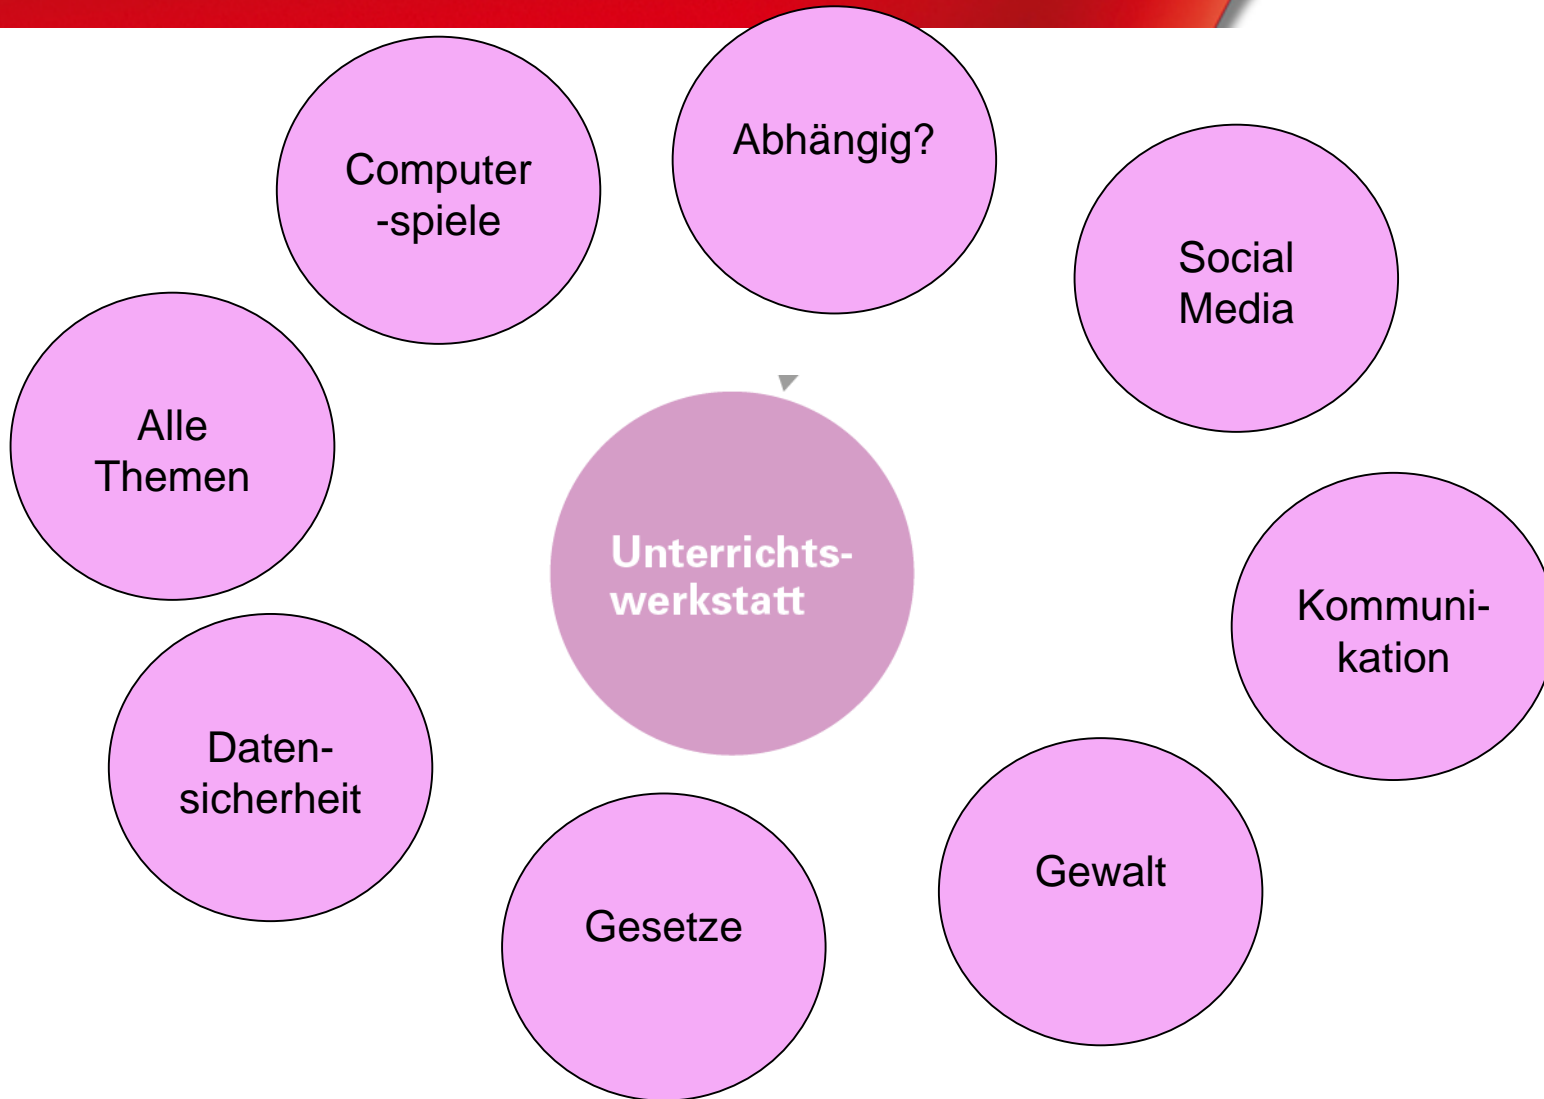 Abhängig?
Computer
-spiele
Social
Media
Alle
Themen
Unterrichts-
werkstatt
Kommuni-
kation
Daten-
sicherheit
Gewalt
Gesetze